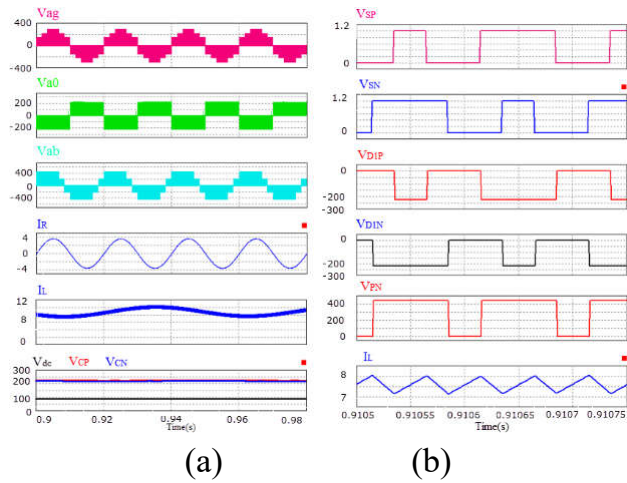 Vag
400
0
-400
Va0
200
0
-200
Vab
400
0
-400
IR
4
0
-4
IL
12
8
4
0
Vdc VCP VCN
300
200
100
0
0.9 0.92 0.94 0.96 0.98
Time(s)
(a)
VSP
1.2
0
VSN
1.2
0
VD1P
0
-200
-300
VD1N
0
-200
-300
VPN
400
200
0
IL
8
7
0.9105 0.91055 0.9106 0.91065 0.9107 0.91075
Time(s)
(b)